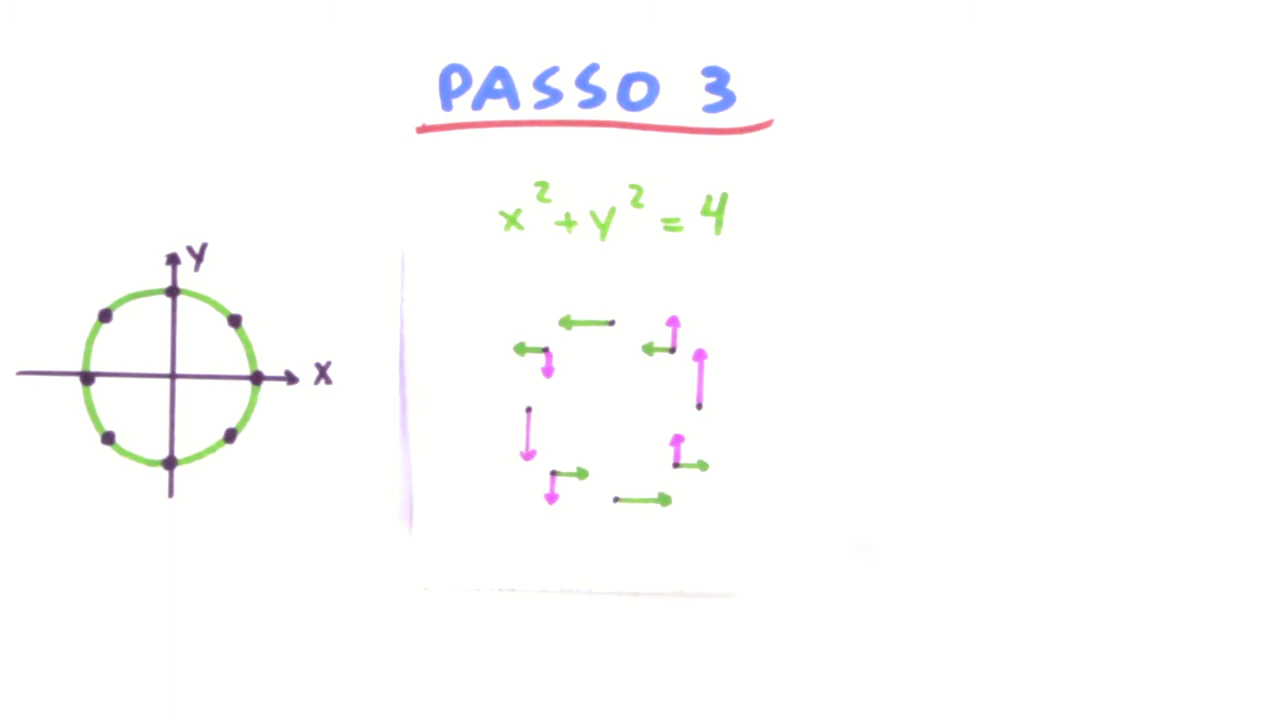 PASSO 3
x² + y² = 4
y
x